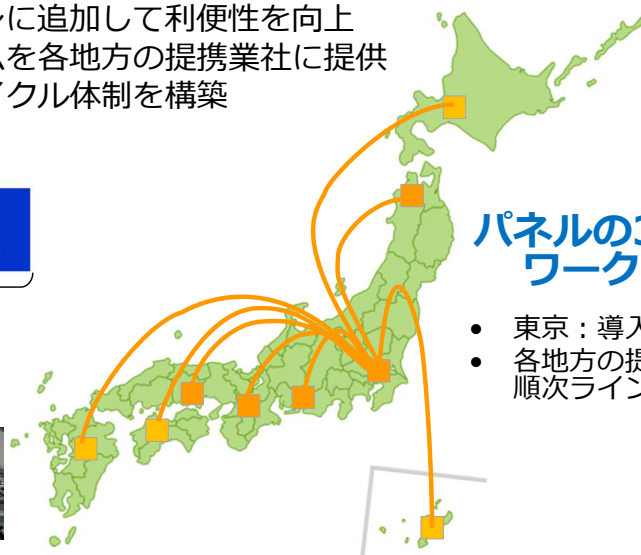 に追加して利便性を向上
を各地方の提携業社に提供
イクル体制を構築
パネルの
ワーク
• 東京：導入
• 各地方の提
順次ライン